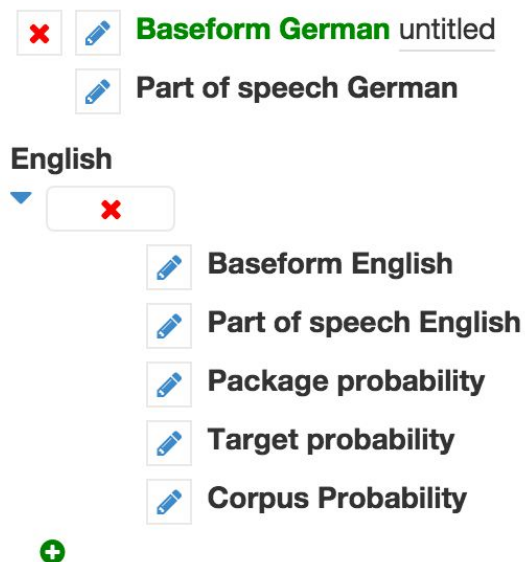 Baseform German untitled
Part of speech German
English
Baseform English
Part of speech English
Package probability
Target probability
Corpus Probability